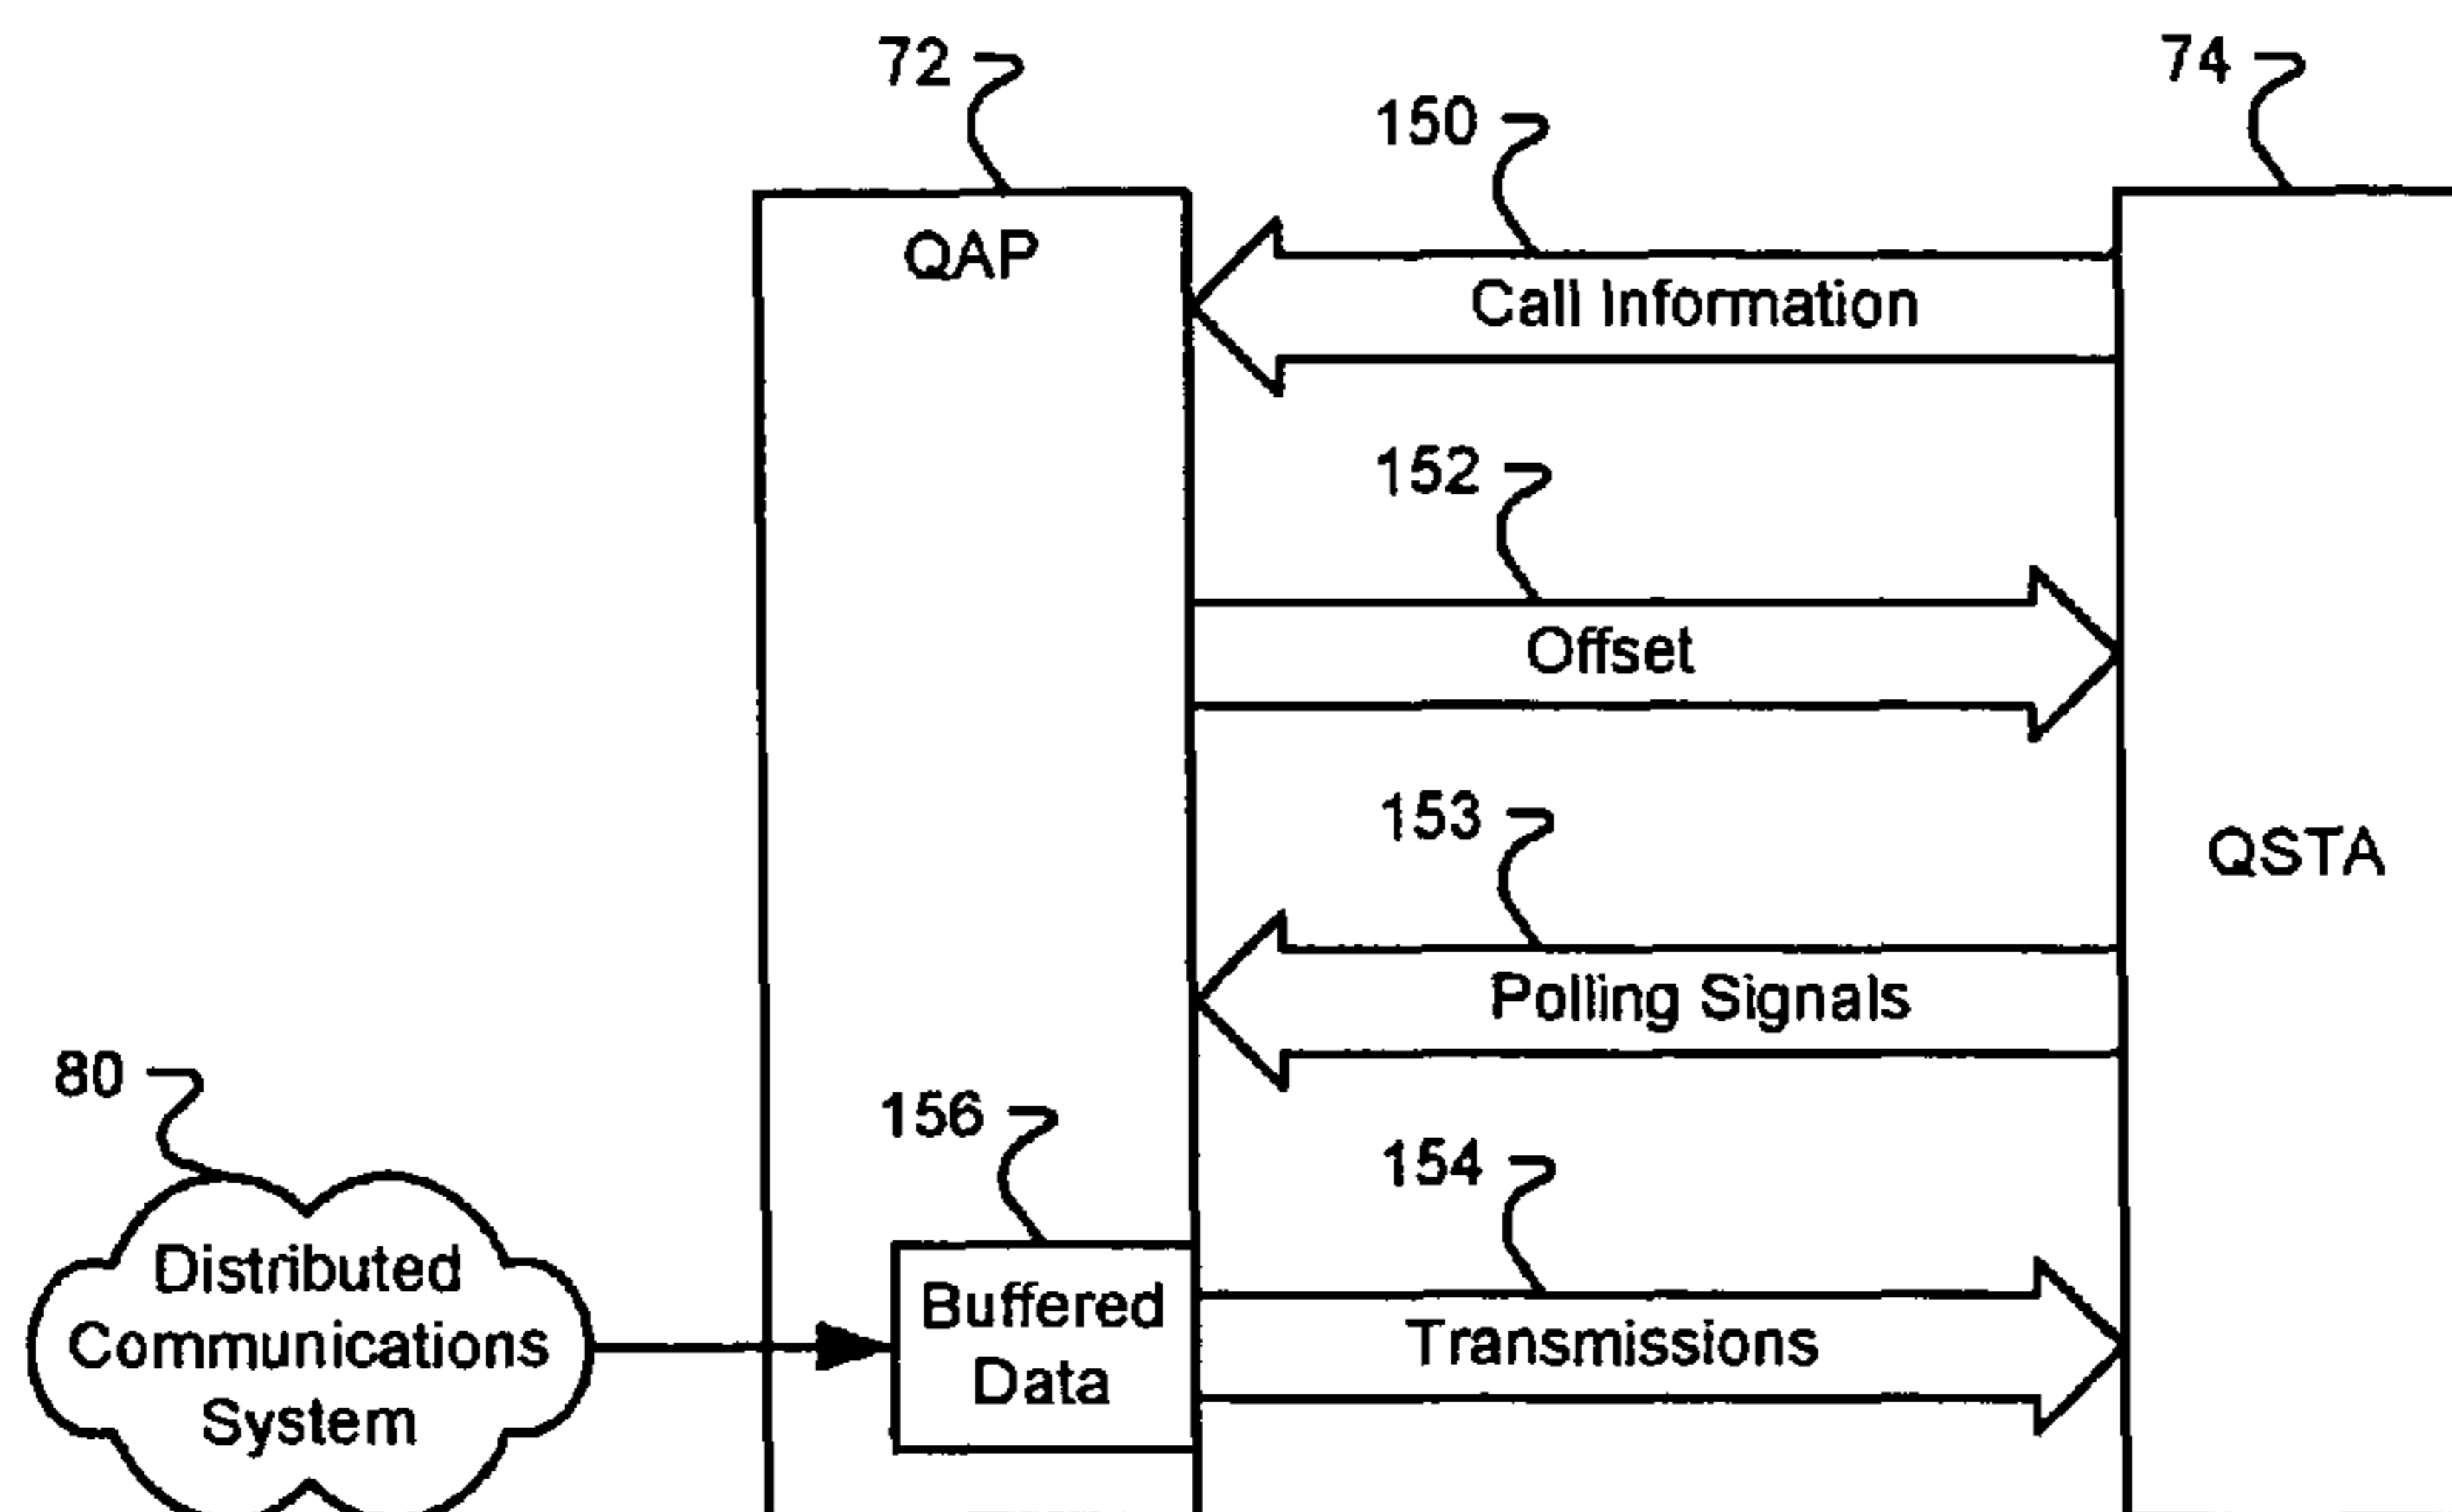 72
74
150
QAP
Call Information
152
Offset
153
QSTA
Polling Signals
80
156
154
Distributed
Communications
System
Buffered
Data
Transmissions